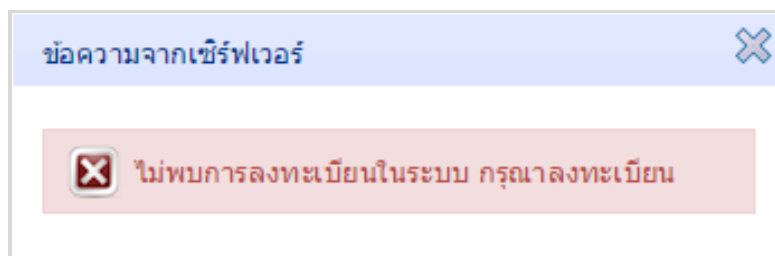 ข้อความจากเซิร์ฟเวอร์
ไม่พบการลงทะเบียนในระบบ กรุณาลงทะเบียน